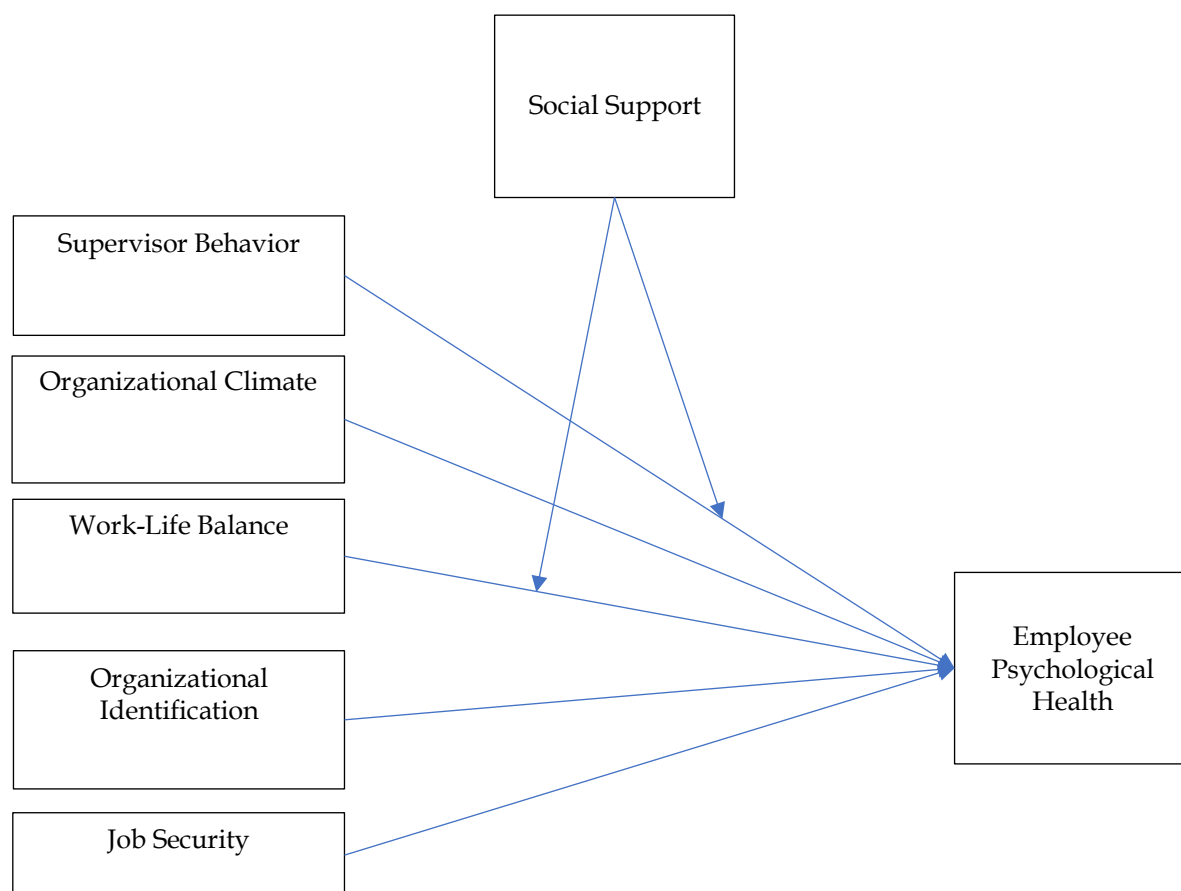 Social Support
Supervisor Behavior
Organizational Climate
Work-Life Balance
Organizational
Identification
Job Security
Employee
Psychological
Health